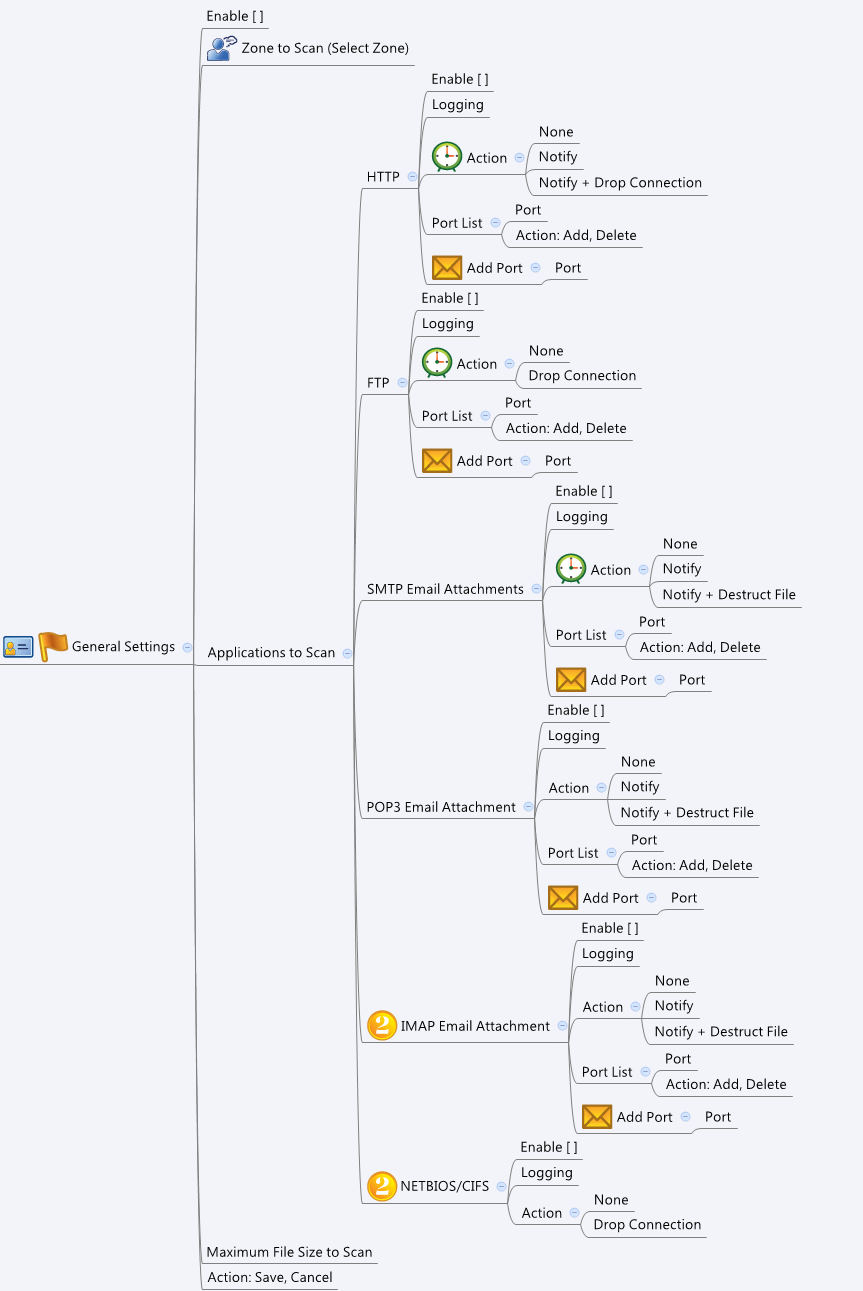 Enable [ ]
Zone to Scan (Select Zone)
Enable [ ]
Logging
None
Action
Notify
Notify + Drop Connection
HTTP
Port
Port List
Action: Add, Delete
Add Port
Port
Enable [ ]
Logging
None
Action
Drop Connection
FTP
Port
Port List
Action: Add, Delete
Add Port
Port
Enable [ ]
Logging
None
Action
Notify
Notify + Destruct File
SMTP Email Attachments
Port
Port List
Action: Add, Delete
General Settings
Applications to Scan
Add Port
Port
Enable [ ]
Logging
None
Action
Notify
Notify + Destruct File
POP3 Email Attachment
Port
Port List
Action: Add, Delete
Add Port
Port
Enable [ ]
Logging
None
Action
Notify
Notify + Destruct File
2
IMAP Email Attachment
Port
Port List
Action: Add, Delete
Add Port
Port
Enable [ ]
Logging
2
NETBIOS/CIFS
None
Action
Drop Connection
Maximum File Size to Scan
Action: Save, Cancel